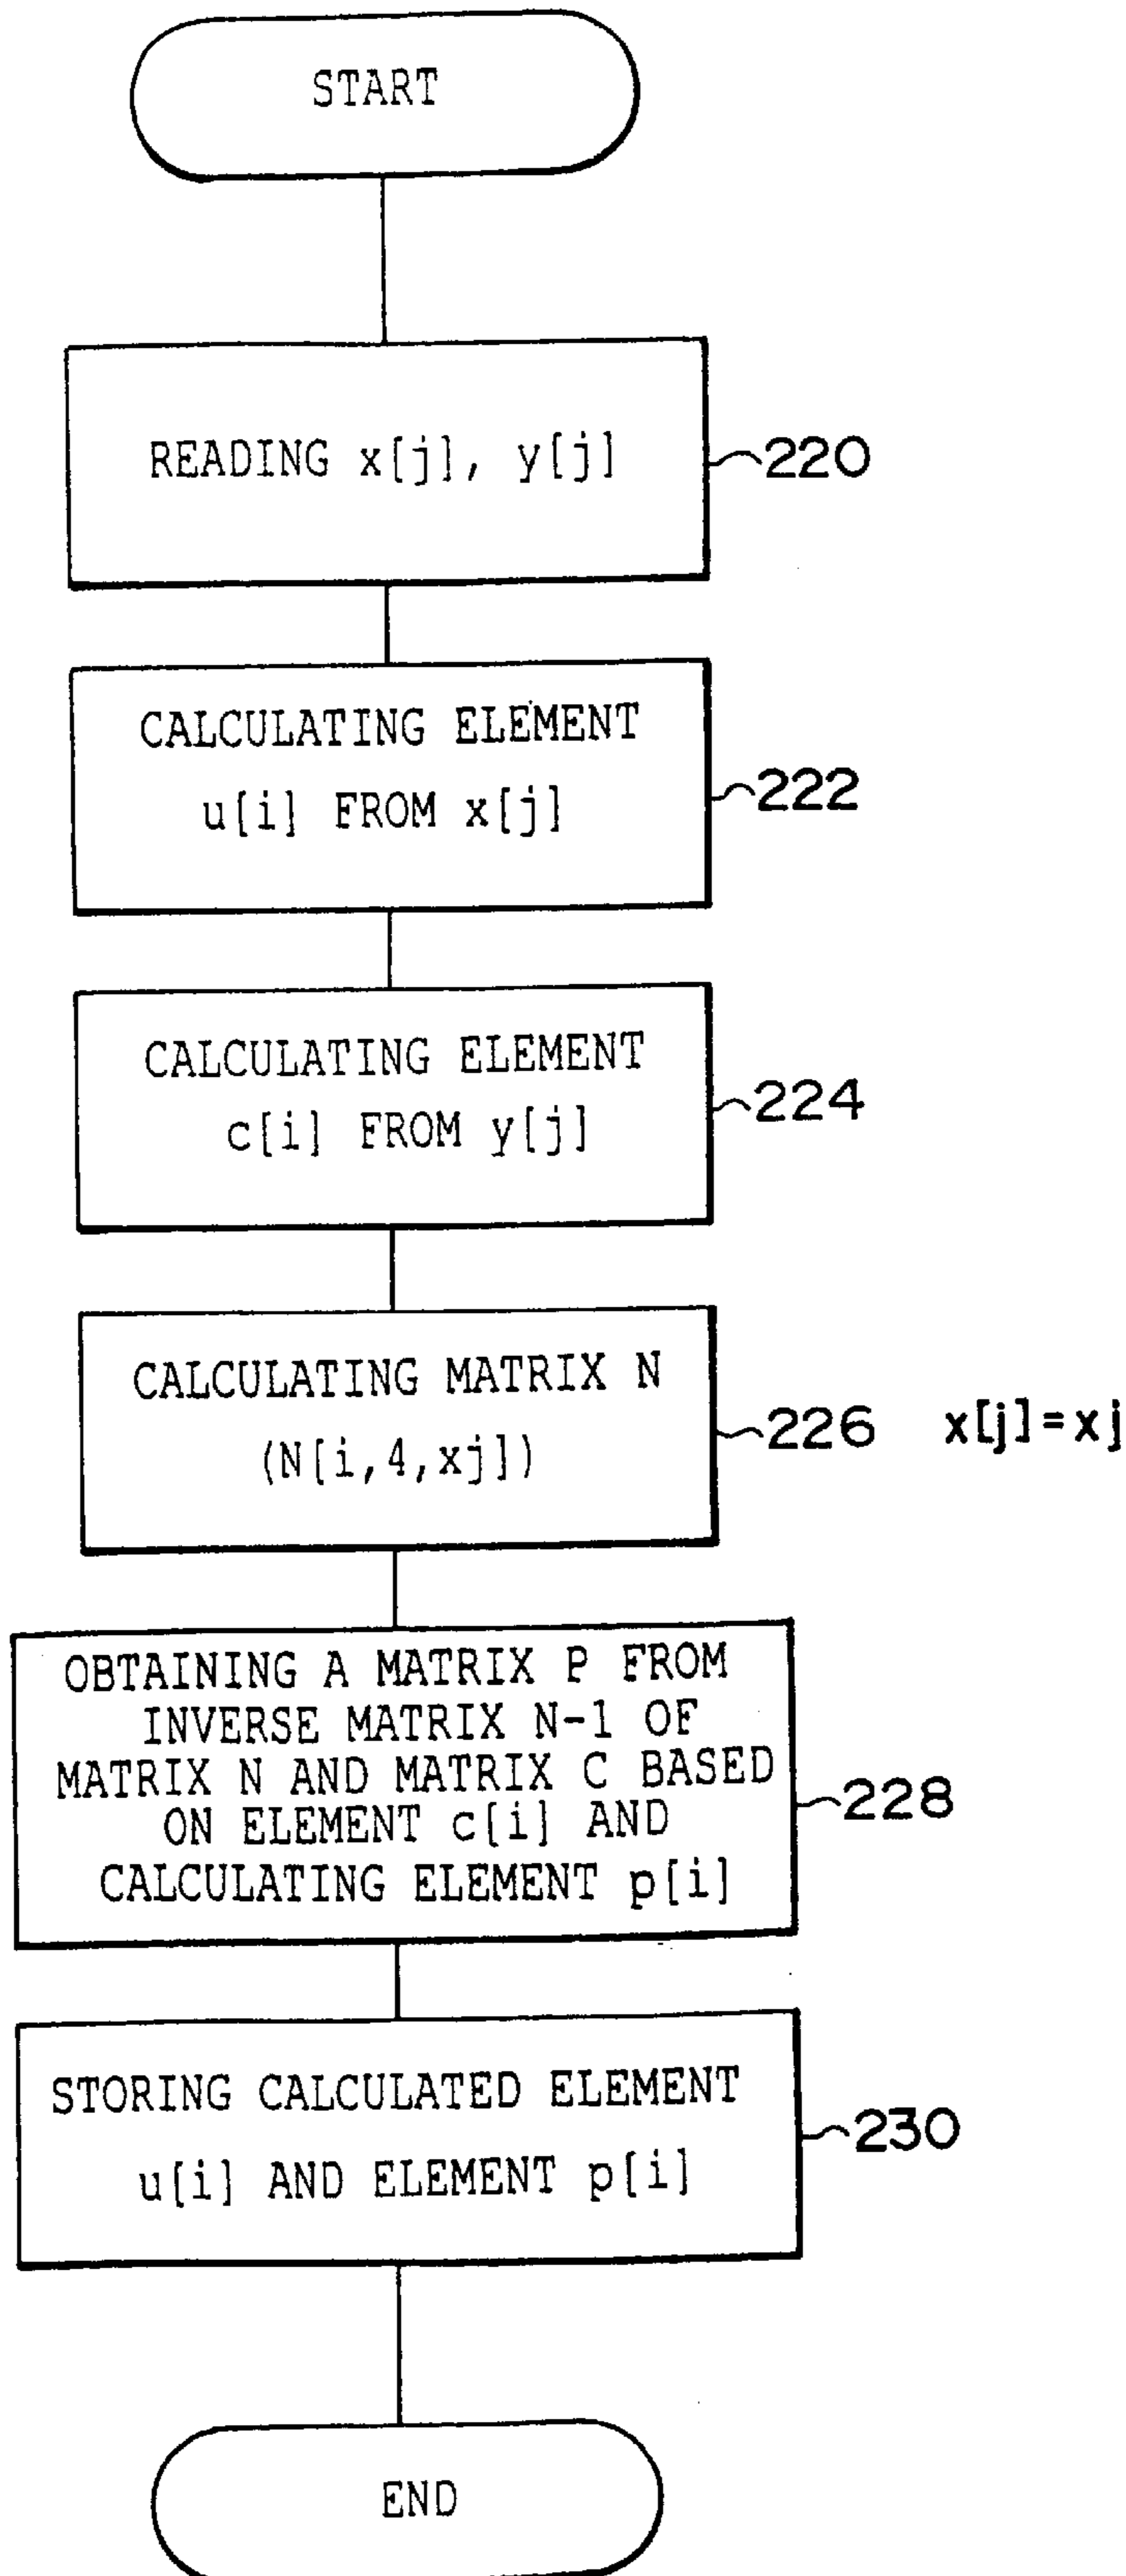 START
READING x[j], y[j]
220
CALCULATING ELEMENT
u[i] FROM x[j]
222
CALCULATING ELEMENT
c[i] FROM y[j]
224
CALCULATING MATRIX N
(N[i,4,xj])
226
x[j]=xj
OBTAINING A MATRIX P FROM
INVERSE MATRIX N-1 OF
MATRIX N AND MATRIX C BASED
ON ELEMENT c[i] AND
CALCULATING ELEMENT p[i]
228
STORING CALCULATED ELEMENT
u[i] AND ELEMENT p[i]
230
END